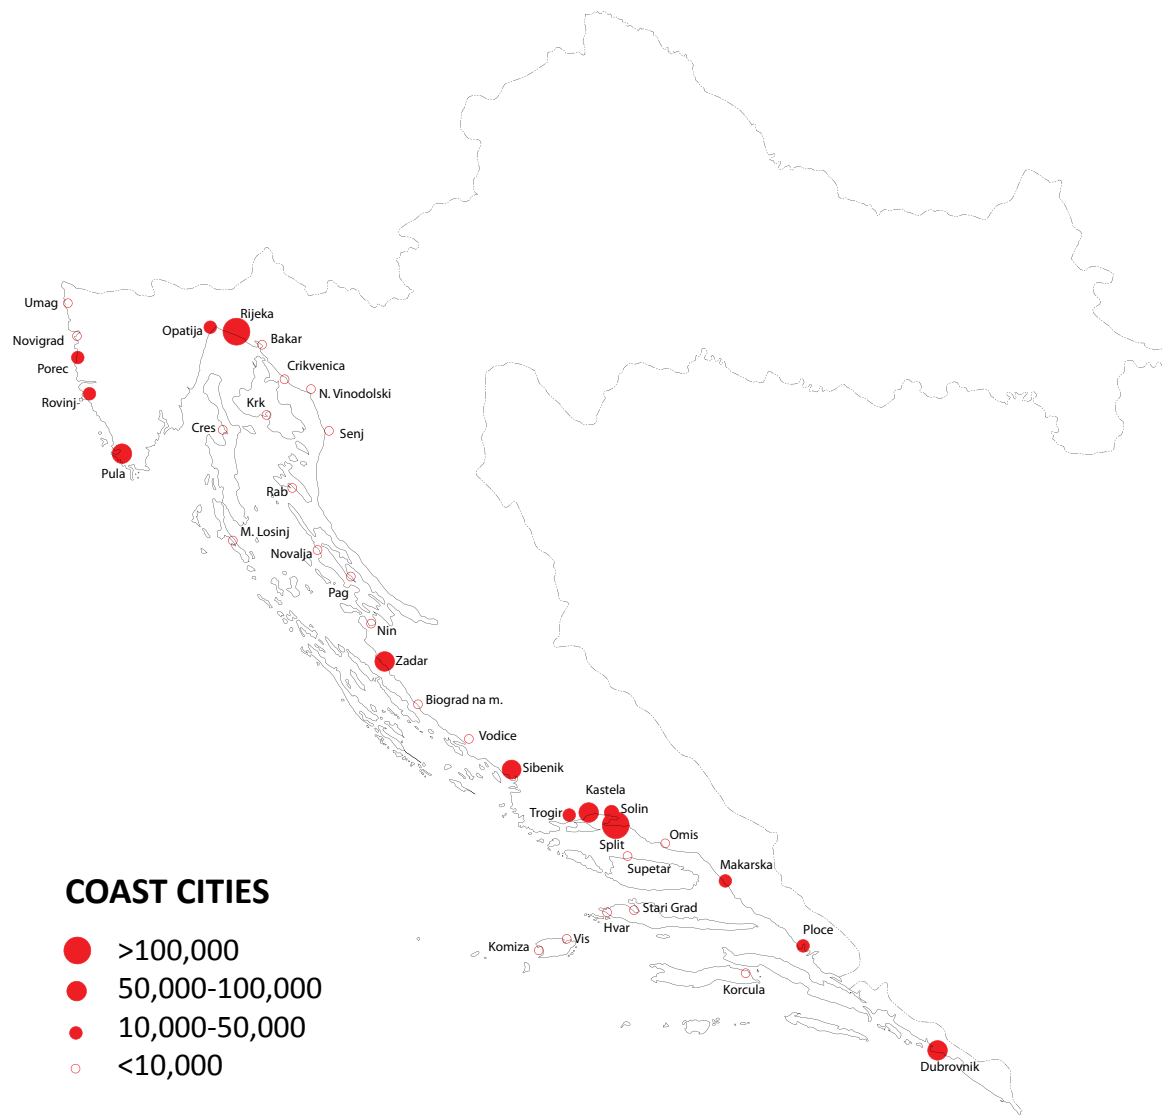 Umag
Rijeka
Opatija
Novigrad
Bakar
Porec
Crikvenica
N. Vinodolski
Rovinj
Krk
Cres
Senj
Pula
Rab
M. Losinj
Novalja
Pag
Nin
Zadar
Biograd na m.
Vodice
Sibenik
Kastela
Trogir
Solin
Omis
Split
Supetar
Makarska
Stari Grad
Hvar
Ploce
Vis
Komiza
Korcula
Dubrovnik
COAST CITIES
>100,000
50,000-100,000
10,000-50,000
<10,000